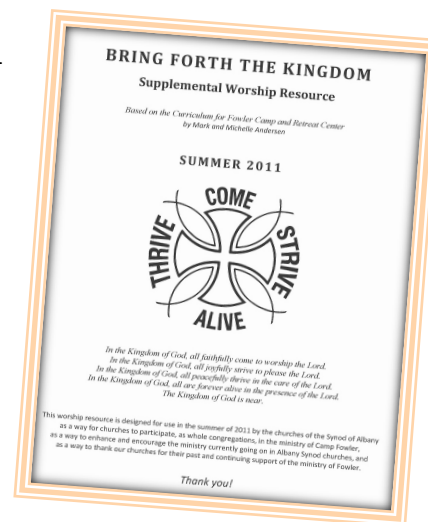 BRING FORTH THE KINGDOM
Supplemental Worship Resource
Based on the Curriculum for Fowler Camp and Retreat Center
by Mark and Michelle Andersen
SUMMER 2011
COME
THRIVE
STRIVE
ALIVE
In the Kingdom of God, all faithfully come to worship the Lord.
In the Kingdom of God, all joyfully strive to please the Lord.
In the Kingdom of God, all peacefully thrive in the care of the Lord.
In the Kingdom of God, all are forever alive in the presence of the Lord.
The Kingdom of God is near.
This worship resource is designed for use in the summer of 2011 by the churches of the Synod of Albany
as a way for churches to participate, as whole congregations, in the ministry of Camp Fowler,
as a way to enhance and encourage the ministry currently going on in Albany Synod churches, and
as a way to thank our churches for their past and continuing support of the ministry of Fowler.
Thank you!